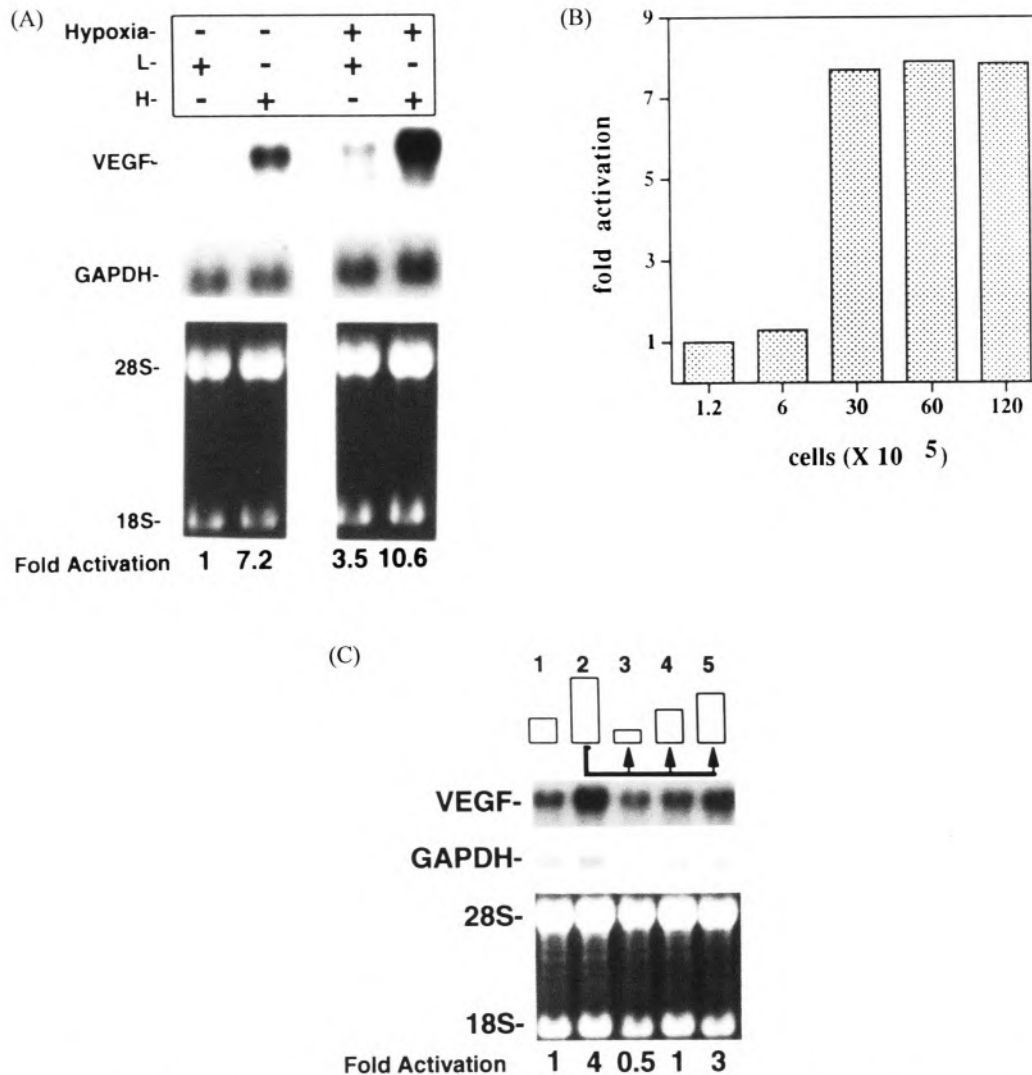 (A)
Hypoxia- - - + +
L- + - + -
H- - + - +
VEGF-
GAPDH-
28S-
18S-
Fold Activation 1 7.2 3.5 10.6
(B)
fold activation
9
7
5
3
1
1.2 6 30 60 120
cells (X 10 5)
(C)
1 2 3 4 5
VEGF-
GAPDH-
28S-
18S-
Fold Activation 1 4 0.5 1 3